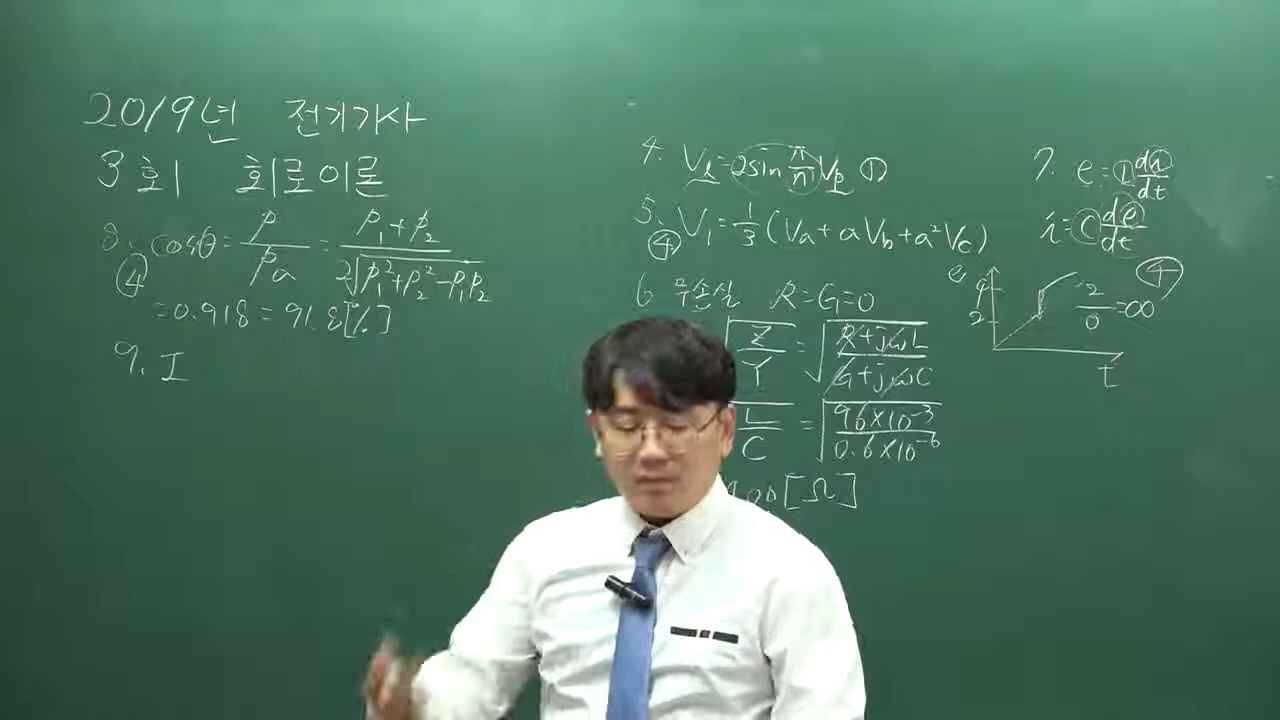 2019년 전기기사
3회 회로이론
8. cosθ = P/Pa = (P₁+P₂)/(2√(P₁²+P₂²-P₁P₂))
④
= 0.918 = 91.8[%]
9. I
4. Vl = 2sin π/n Vp ①
5. V₁ = 1/3 (Va + aVb + a²Vc)
④
6 무손실 R=G=0
√(Z/Y) = √((R+jωL)/(G+jωC))
√(L/C) = √((96×10⁻³)/(0.6×10⁻⁶))
400[Ω]
7. e = L di/dt
i = C de/dt
④
e 4 2 t
2/0 = ∞